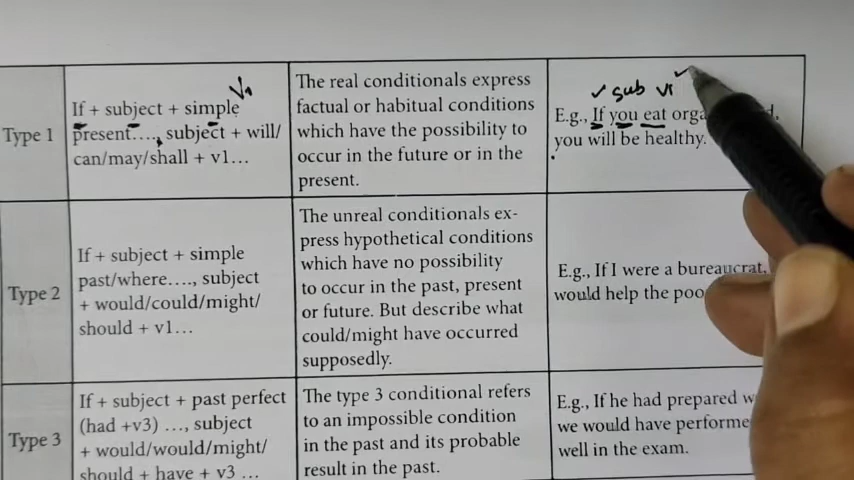 Type 1
If + subject + simple
present...., subject + will/
can/may/shall + v1...
V1
The real conditionals express
factual or habitual conditions
which have the possibility to
occur in the future or in the
present.
✓ sub v1 ✓
E.g., If you eat
you will be healthy.
Type 2
If + subject + simple
past/where...., subject
+ would/could/might/
should + v1...
The unreal conditionals ex-
press hypothetical conditions
which have no possibility
to occur in the past, present
or future. But describe what
could/might have occurred
supposedly.
E.g., If I were a bureaucrat,
would help the
Type 3
If + subject + past perfect
(had +v3) ..., subject
+ would/would/might/
should + have + v3 ...
The type 3 conditional refers
to an impossible condition
in the past and its probable
result in the past.
E.g., If he had prepared
we would have
well in the exam.